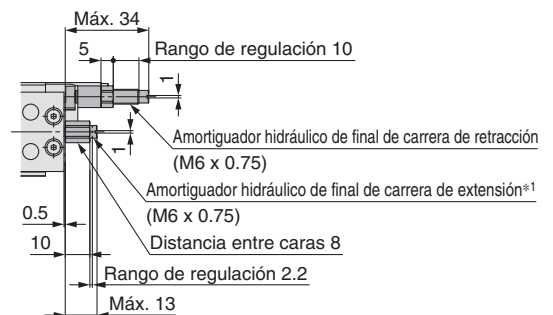 Máx. 34
5
Rango de regulación 10
1
Amortiguador hidráulico de final de carrera de retracción
(M6 x 0.75)
1
Amortiguador hidráulico de final de carrera de extensión*1
(M6 x 0.75)
0.5
Distancia entre caras 8
10
Rango de regulación 2.2
Máx. 13